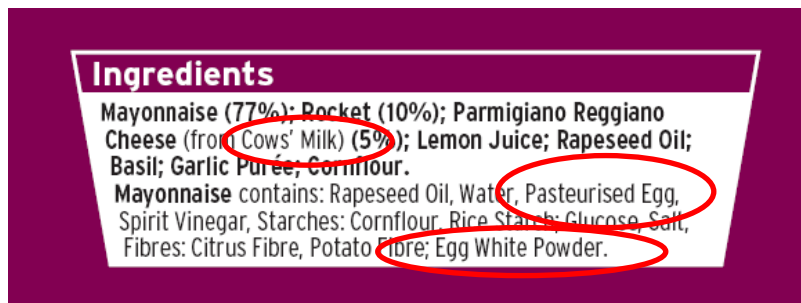 Ingredients
Mayonnaise (77%); Rocket (10%); Parmigiano Reggiano
Cheese (from Cows' Milk) (5%); Lemon Juice; Rapeseed Oil;
Basil; Garlic Purée; Cornflour.
Mayonnaise contains: Rapeseed Oil, Water, Pasteurised Egg,
Spirit Vinegar, Starches: Cornflour, Rice Starch; Glucose, Salt,
Fibres: Citrus Fibre, Potato Fibre; Egg White Powder.